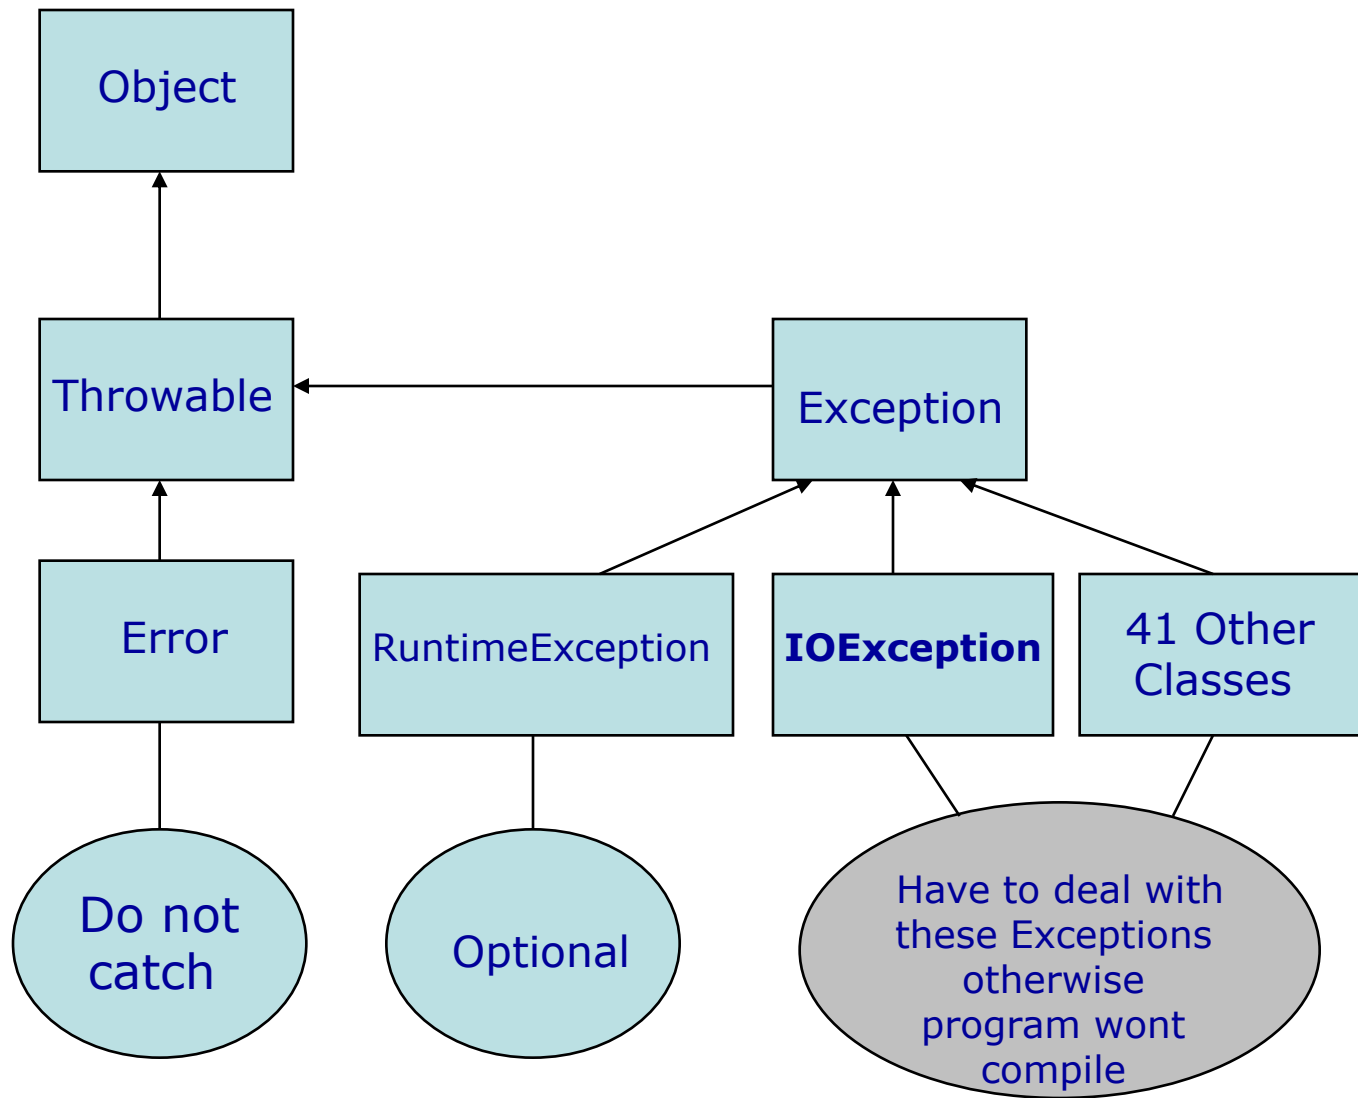 Object
Throwable
Exception
Error
RuntimeException
IOException
41 Other
Classes
Do not
catch
Optional
Have to deal with
these Exceptions
otherwise
program wont
compile